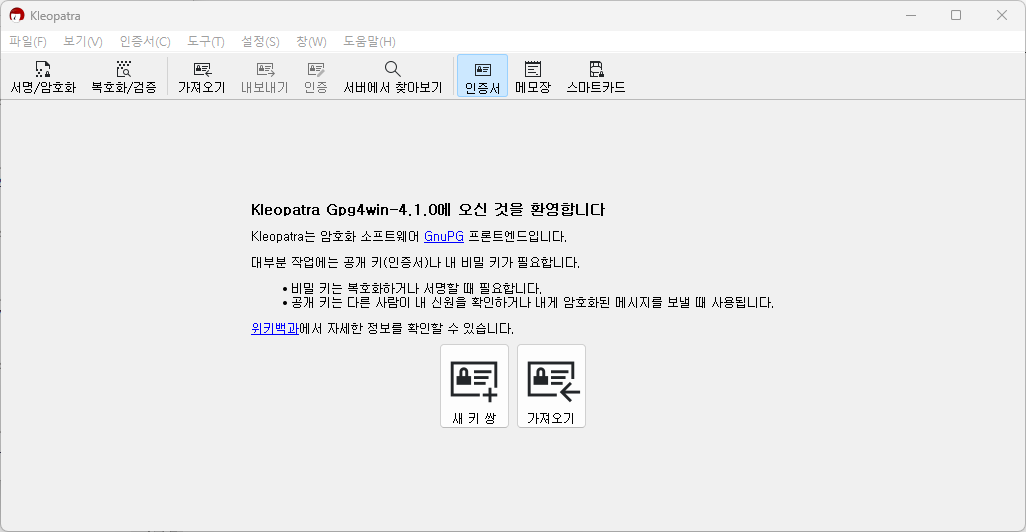 Kleopatra
파일(F) 보기(V) 인증서(C) 도구(T) 설정(S) 창(W) 도움말(H)
서명/암호화 복호화/검증 가져오기 내보내기 인증 서버에서 찾아보기 인증서 메모장 스마트카드
Kleopatra Gpg4win-4.1.0에 오신 것을 환영합니다
Kleopatra는 암호화 소프트웨어 GnuPG 프론트엔드입니다.
대부분 작업에는 공개 키(인증서)나 내 비밀 키가 필요합니다.
• 비밀 키는 복호화하거나 서명할 때 필요합니다.
• 공개 키는 다른 사람이 내 신원을 확인하거나 내게 암호화된 메시지를 보낼 때 사용됩니다.
위키백과에서 자세한 정보를 확인할 수 있습니다.
새 키 쌍 가져오기